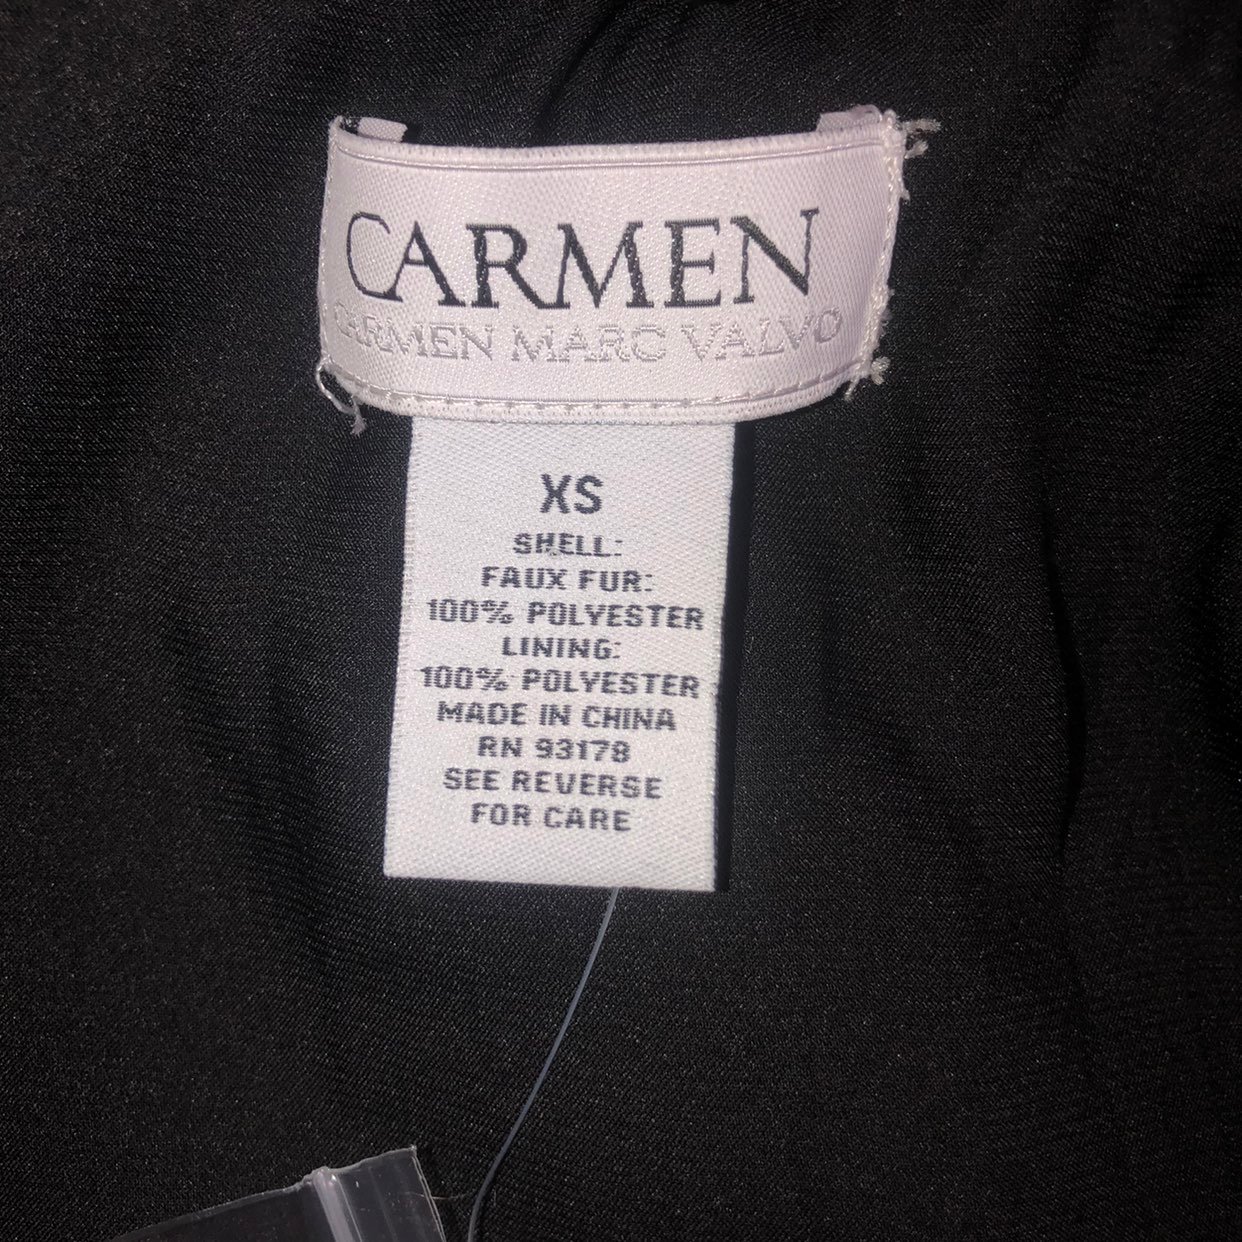 CARMEN
CARMEN MARC VALVO
XS
SHELL:
FAUX FUR:
100% POLYESTER
LINING:
100% POLYESTER
MADE IN CHINA
RN 93178
SEE REVERSE
FOR CARE